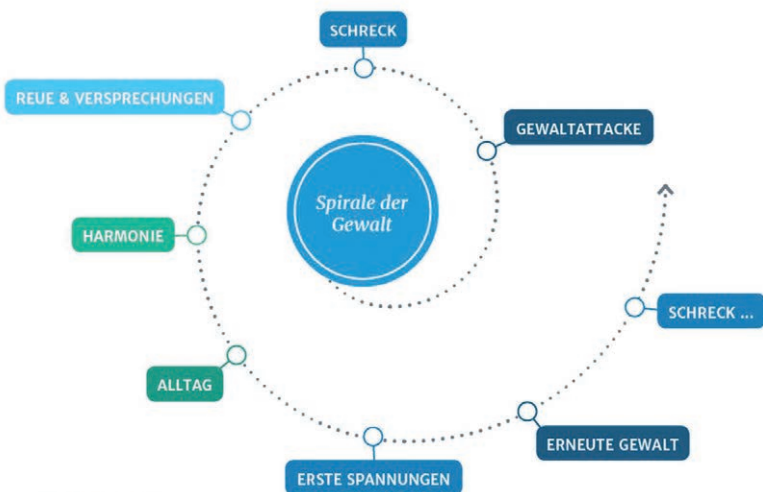 Spirale der
Gewalt
GEWALTATTACKE
SCHRECK
REUE & VERSPRECHUNGEN
HARMONIE
ALLTAG
ERSTE SPANNUNGEN
ERNEUTE GEWALT
SCHRECK ...